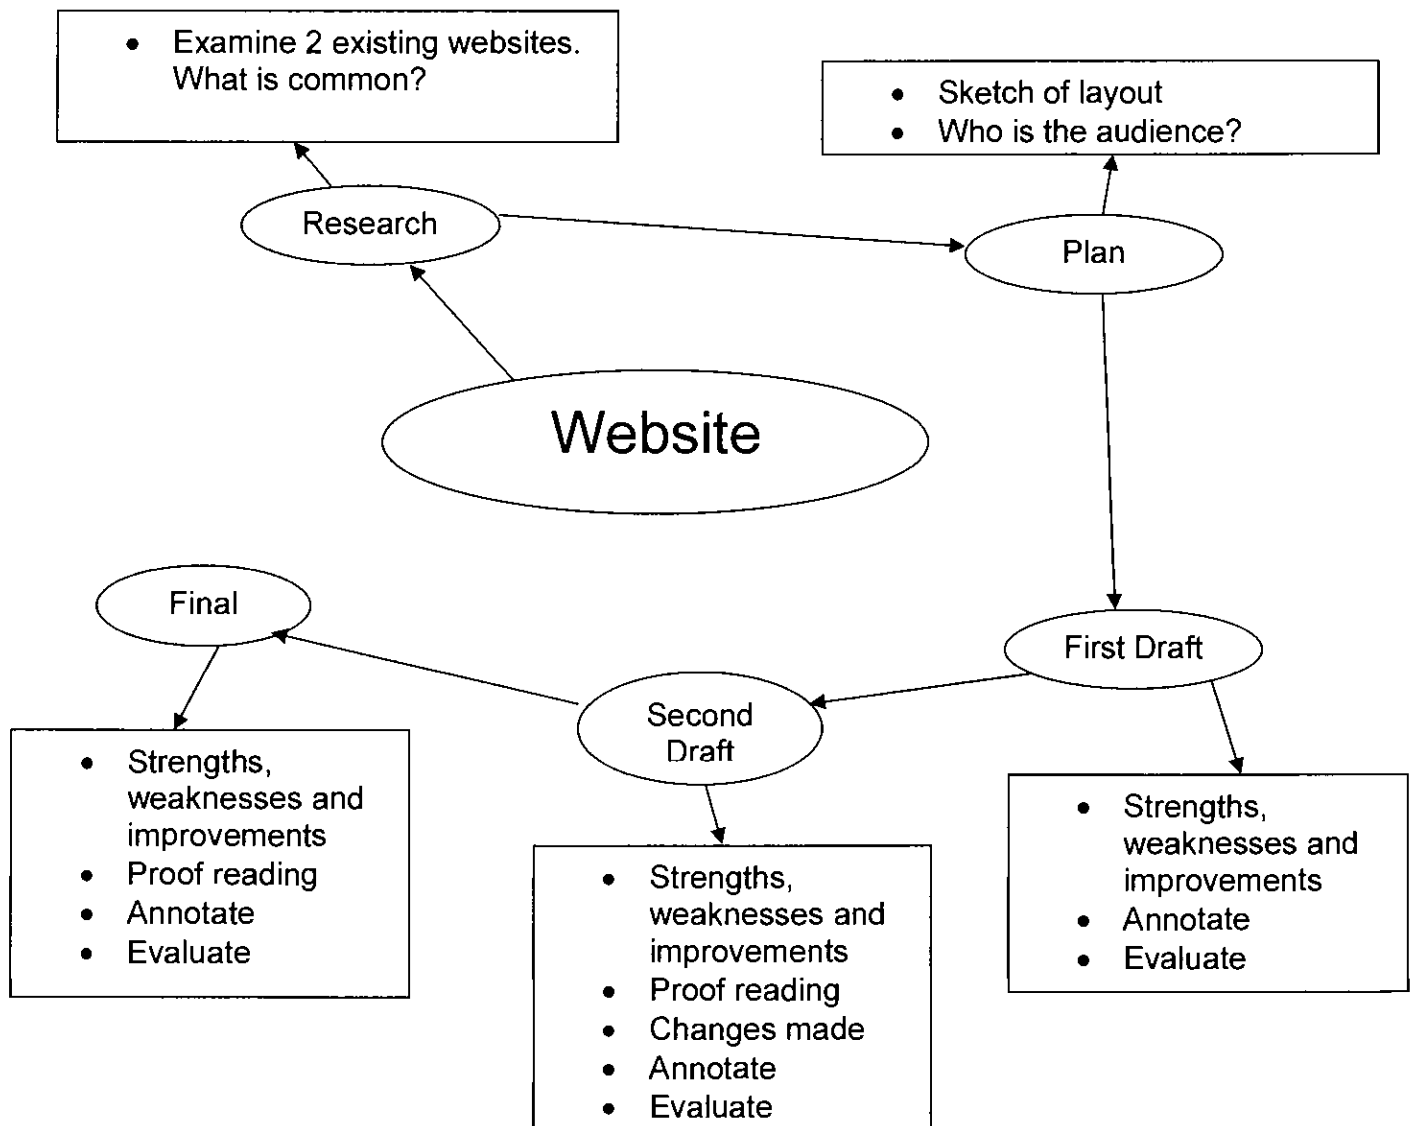 • Examine 2 existing websites.
What is common?
• Sketch of layout
• Who is the audience?
Research
Plan
Website
Final
First Draft
Second
Draft
• Strengths,
weaknesses and
improvements
• Proof reading
• Annotate
• Evaluate
• Strengths,
weaknesses and
improvements
• Proof reading
• Changes made
• Annotate
• Evaluate
• Strengths,
weaknesses and
improvements
• Annotate
• Evaluate